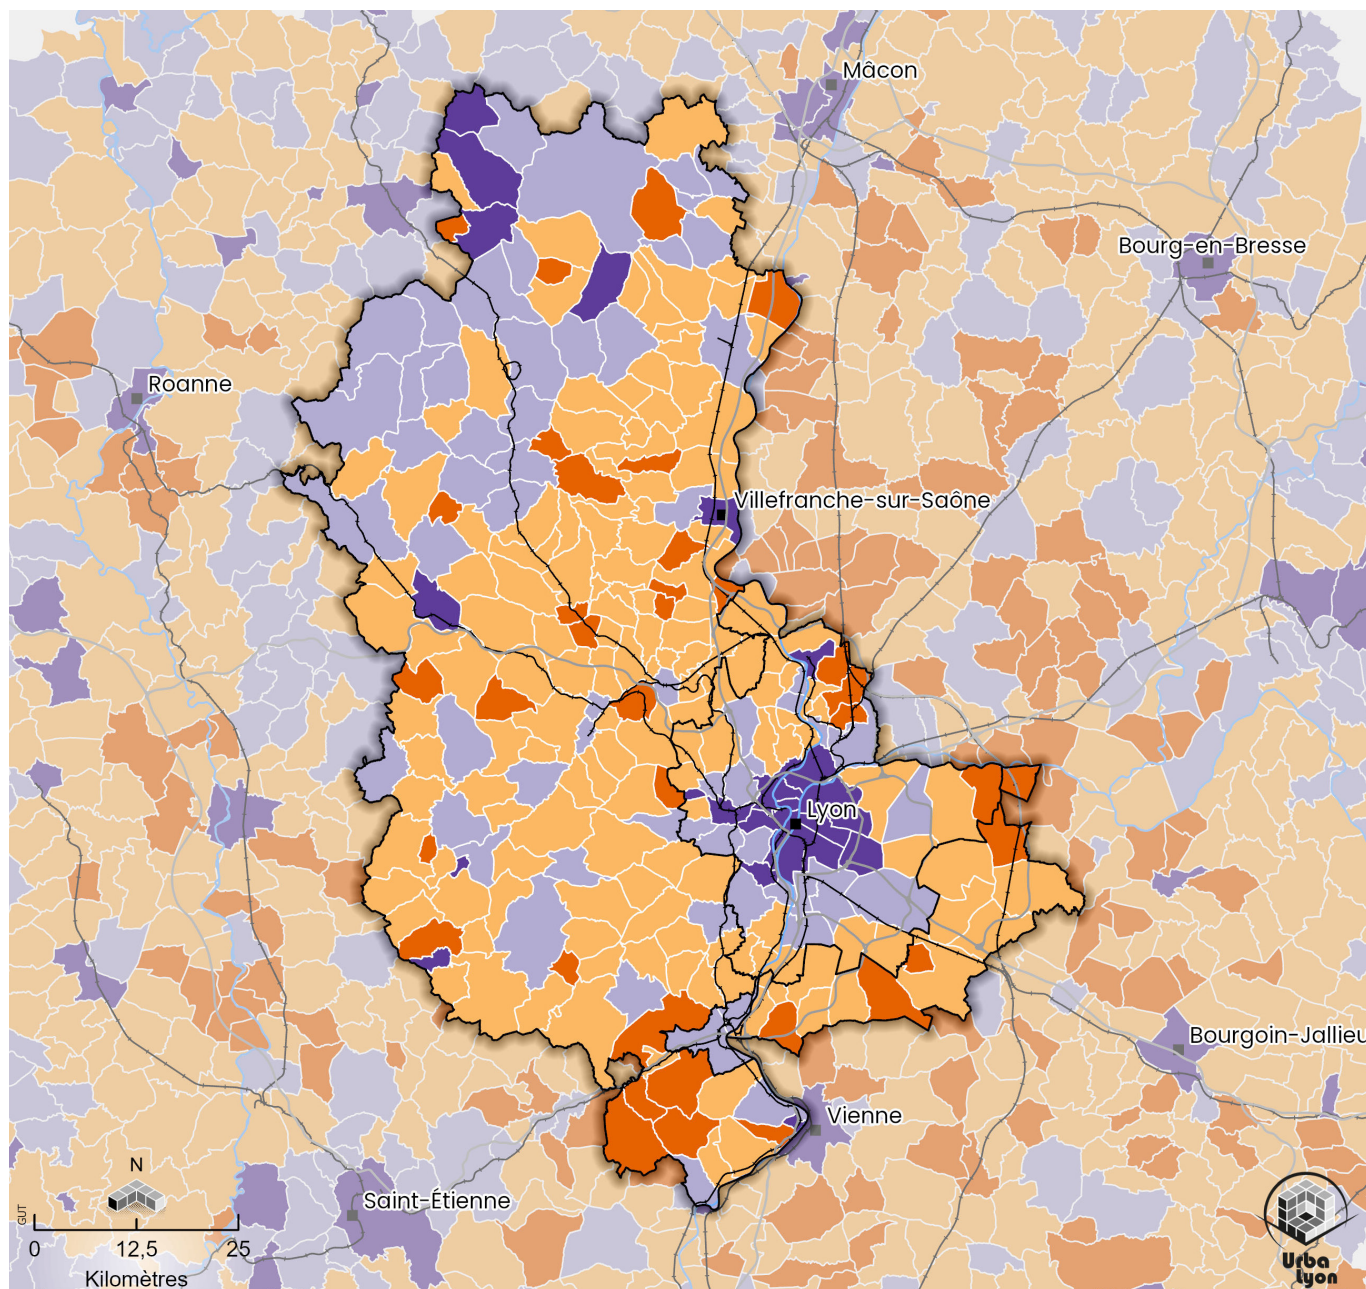 Mâcon
Bourg-en-Bresse
Roanne
Villefranche-sur-Saône
Lyon
Bourgoin-Jallieu
Vienne
Saint-Étienne
N
GUT
0 12,5 25
Kilomètres
Urba
Lyon